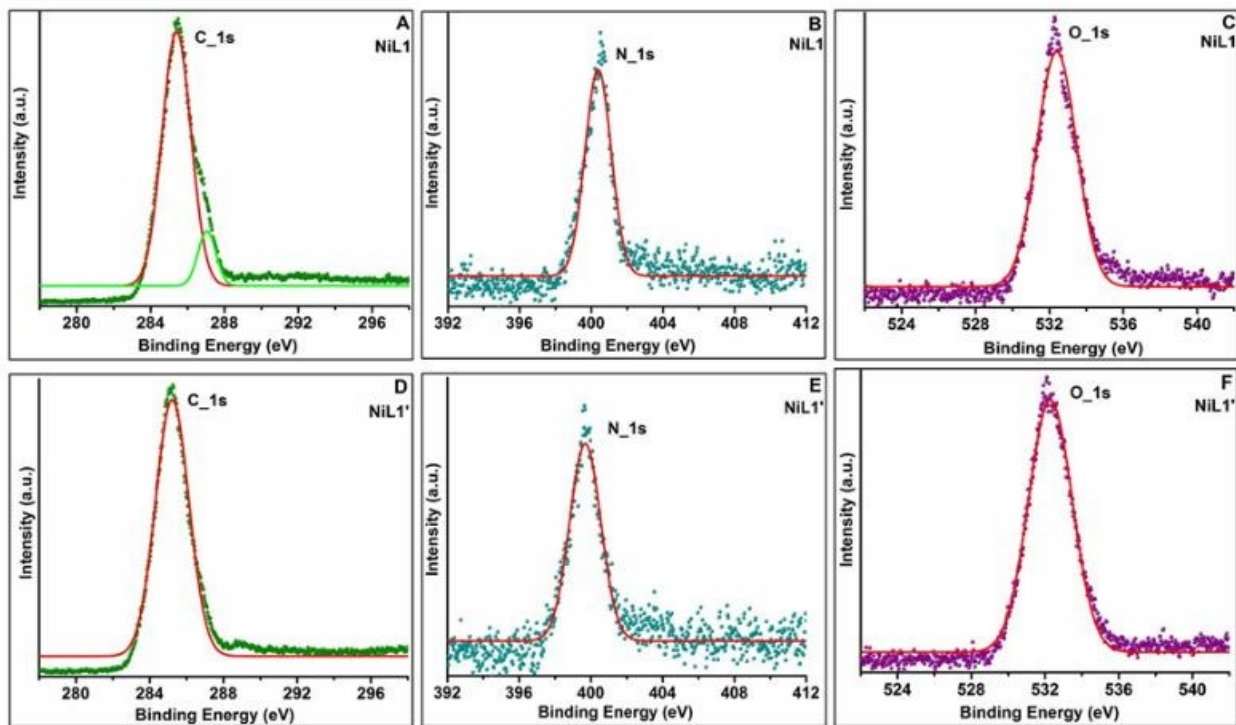 A
NiL1
C_1s
Intensity (a.u.)
280 284 288 292 296
Binding Energy (eV)
B
NiL1
N_1s
Intensity (a.u.)
392 396 400 404 408 412
Binding Energy (eV)
C
NiL1
O_1s
Intensity (a.u.)
524 528 532 536 540
Binding Energy (eV)
D
NiL1'
C_1s
Intensity (a.u.)
280 284 288 292 296
Binding Energy (eV)
E
NiL1'
N_1s
Intensity (a.u.)
392 396 400 404 408 412
Binding Energy (eV)
F
NiL1'
O_1s
Intensity (a.u.)
524 528 532 536 540
Binding Energy (eV)